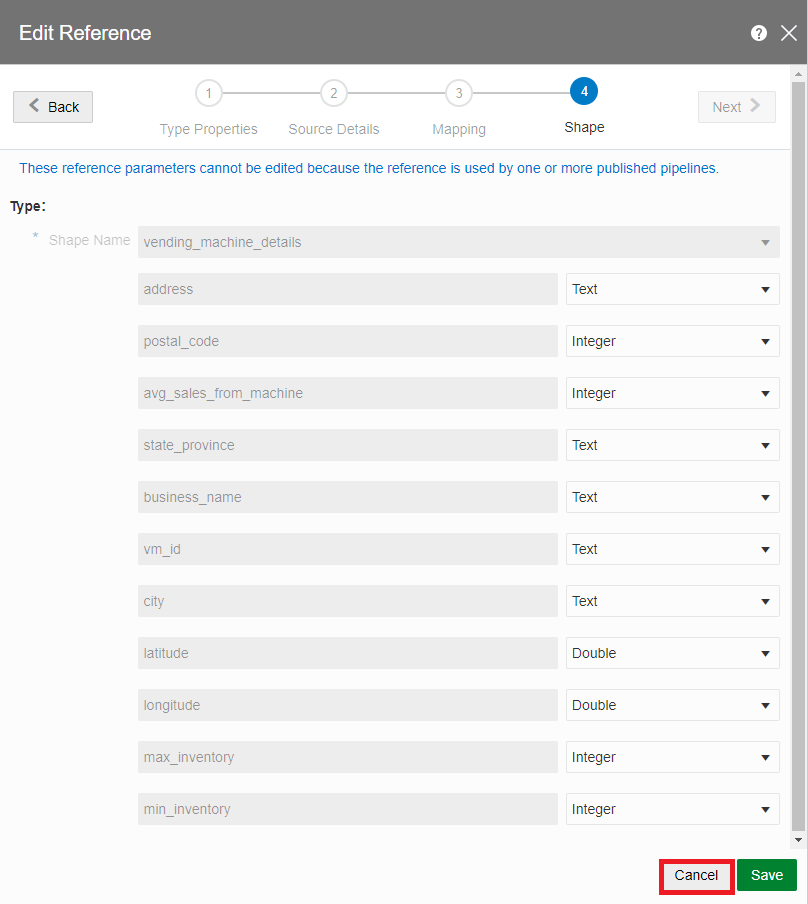 Edit Reference
?
Back
1
2
3
4
Next
Type Properties
Source Details
Mapping
Shape
These reference parameters cannot be edited because the reference is used by one or more published pipelines.
Type:
* Shape Name vending_machine_details
address Text
postal_code Integer
avg_sales_from_machine Integer
state_province Text
business_name Text
vm_id Text
city Text
latitude Double
longitude Double
max_inventory Integer
min_inventory Integer
Cancel Save